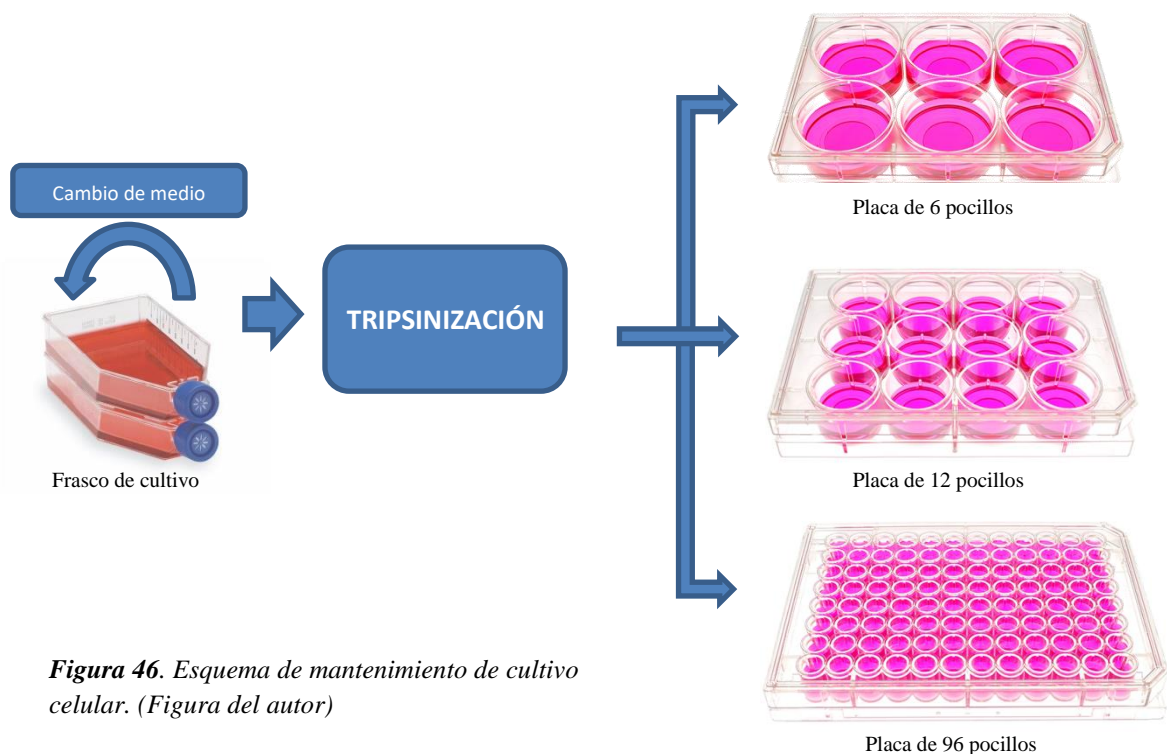 Cambio de medio
Frasco de cultivo
TRIPSINIZACIÓN
Placa de 6 pocillos
Placa de 12 pocillos
Placa de 96 pocillos
Figura 46. Esquema de mantenimiento de cultivo
celular. (Figura del autor)